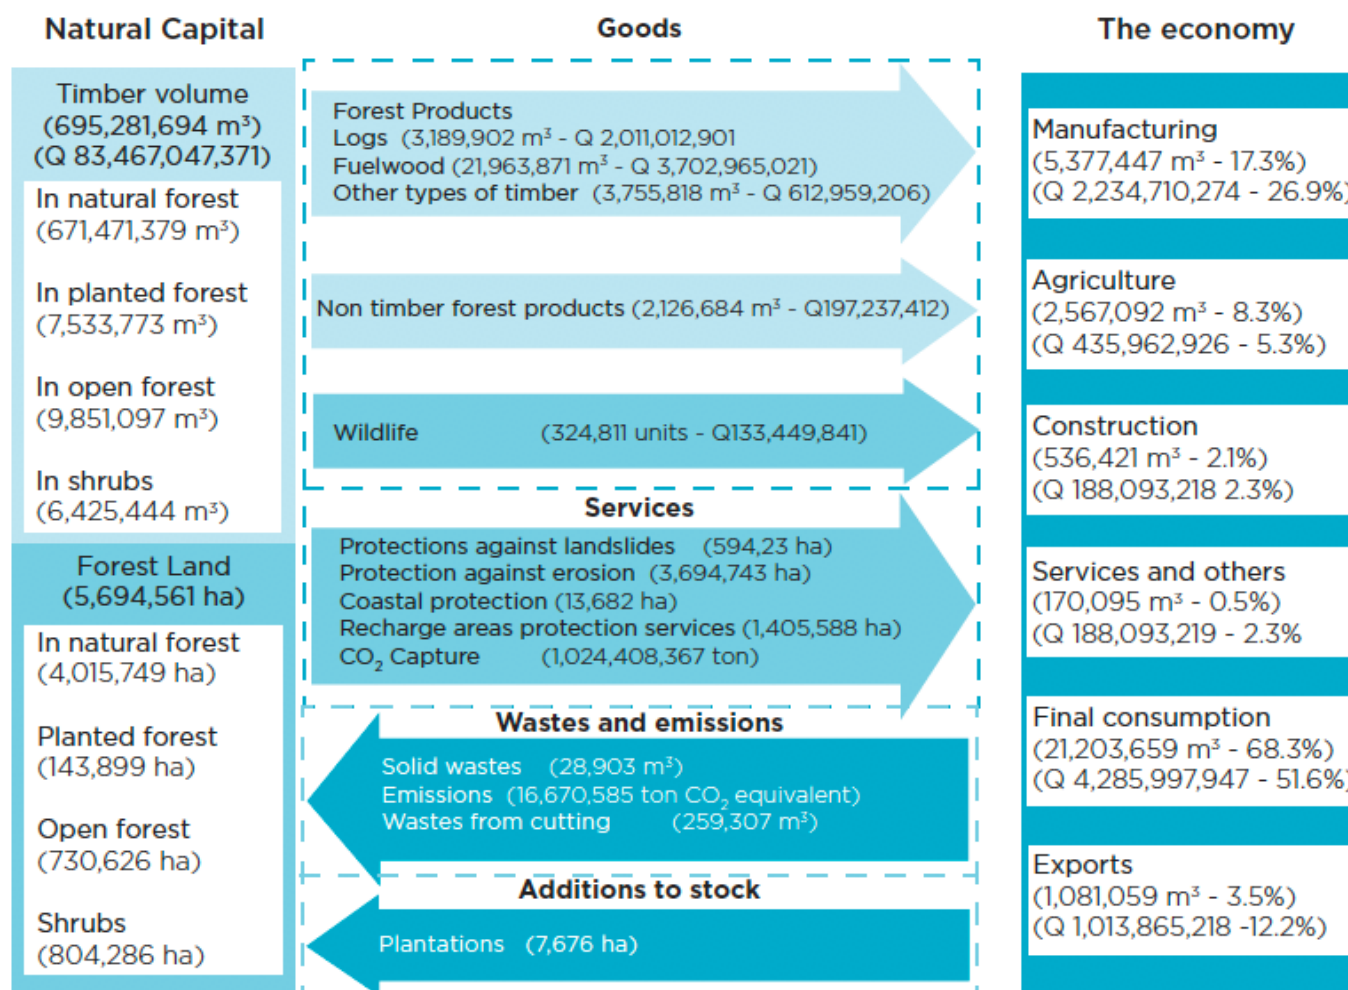 Natural Capital
Timber volume
(695,281,694 m³)
(Q 83,467,047,371)
In natural forest
(671,471,379 m³)
In planted forest
(7,533,773 m³)
In open forest
(9,851,097 m³)
In shrubs
(6,425,444 m³)
Forest Land
(5,694,561 ha)
In natural forest
(4,015,749 ha)
Planted forest
(143,899 ha)
Open forest
(730,626 ha)
Shrubs
(804,286 ha)
Goods
Forest Products
Logs (3,189,902 m³ - Q 2,011,012,901
Fuelwood (21,963,871 m³ - Q 3,702,965,021)
Other types of timber (3,755,818 m³ - Q 612,959,206)
Non timber forest products (2,126,684 m³ - Q197,237,412)
Wildlife (324,811 units - Q133,449,841)
Services
Protections against landslides (594,23 ha)
Protection against erosion (3,694,743 ha)
Coastal protection (13,682 ha)
Recharge areas protection services (1,405,588 ha)
CO₂ Capture (1,024,408,367 ton)
Wastes and emissions
Solid wastes (28,903 m³)
Emissions (16,670,585 ton CO₂ equivalent)
Wastes from cutting (259,307 m³)
Additions to stock
Plantations (7,676 ha)
The economy
Manufacturing
(5,377,447 m³ - 17.3%)
(Q 2,234,710,274 - 26.9%)
Agriculture
(2,567,092 m³ - 8.3%)
(Q 435,962,926 - 5.3%)
Construction
(536,421 m³ - 2.1%)
(Q 188,093,218 2.3%)
Services and others
(170,095 m³ - 0.5%)
(Q 188,093,219 - 2.3%
Final consumption
(21,203,659 m³ - 68.3%)
(Q 4,285,997,947 - 51.6%)
Exports
(1,081,059 m³ - 3.5%)
(Q 1,013,865,218 -12.2%)